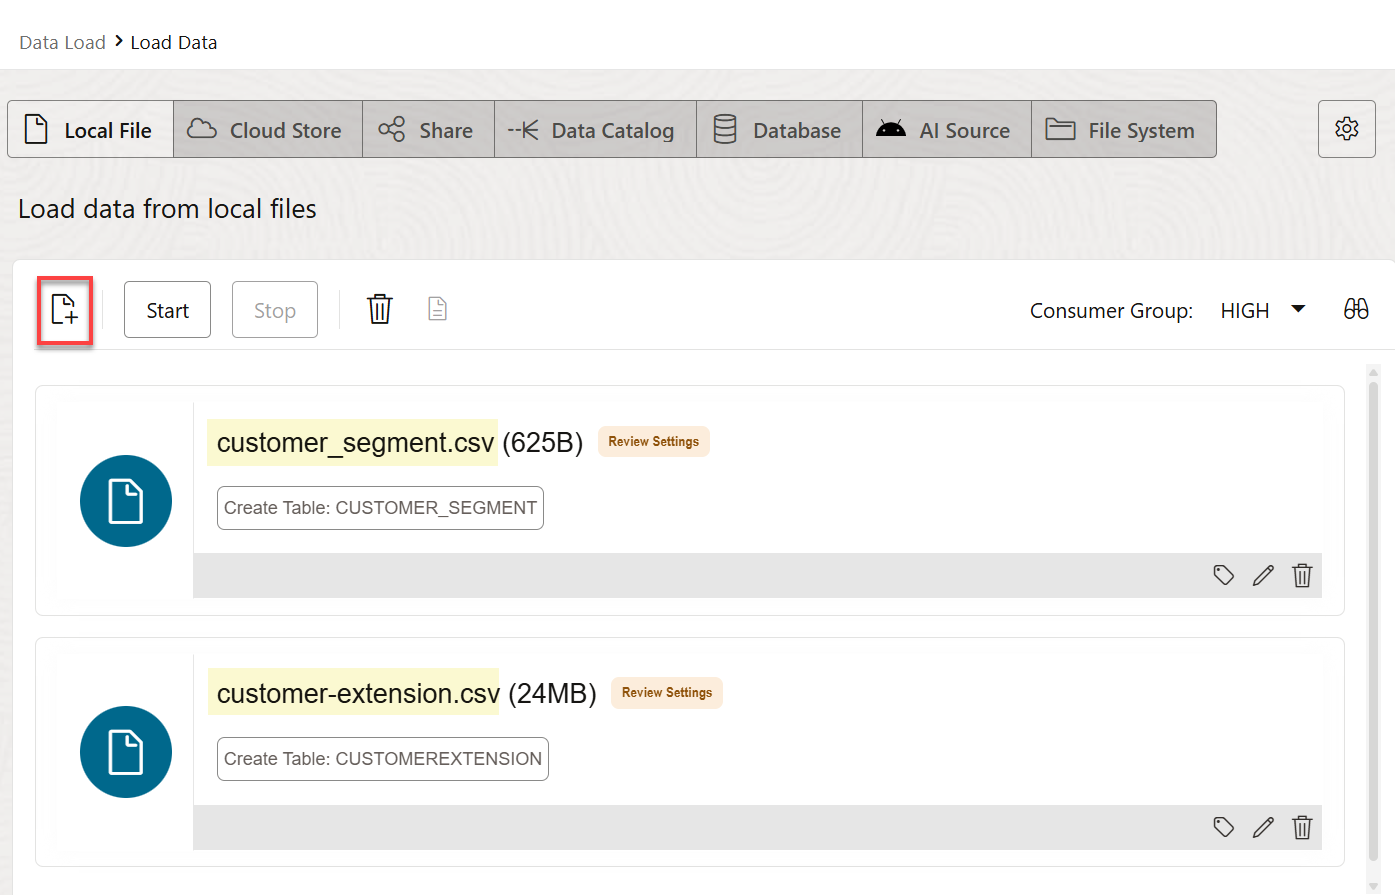 Data Load > Load Data
Local File Cloud Store Share Data Catalog Database AI Source File System
Load data from local files
Start Stop Consumer Group: HIGH
customer_segment.csv (625B) Review Settings
Create Table: CUSTOMER_SEGMENT
customer-extension.csv (24MB) Review Settings
Create Table: CUSTOMEREXTENSION